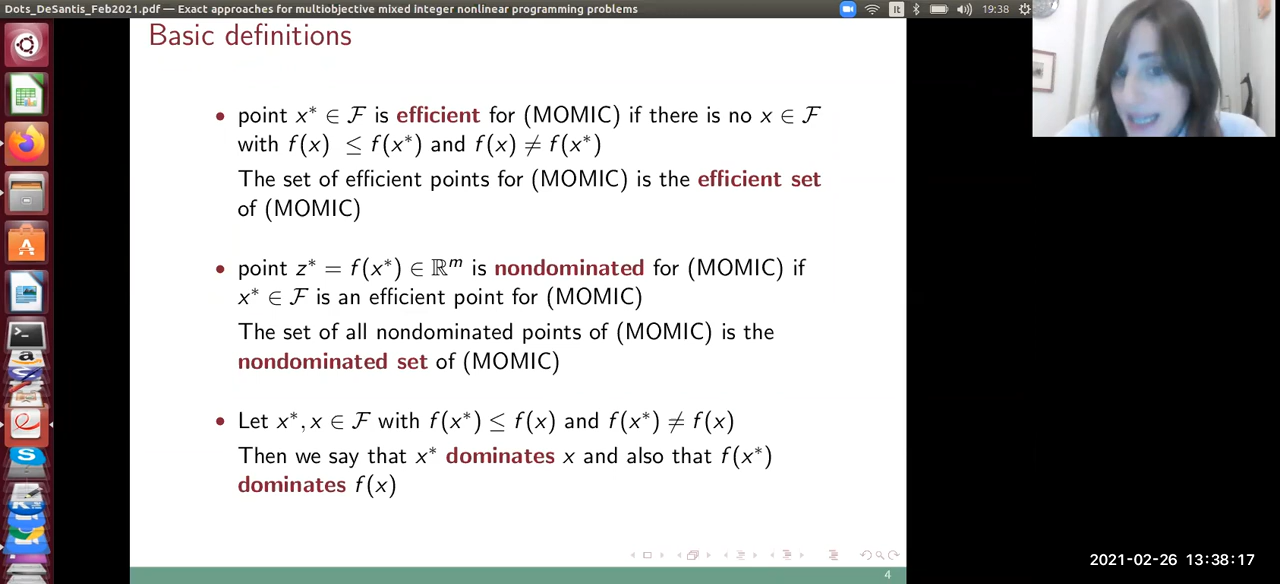 Dots_DeSantis_Feb2021.pdf — Exact approaches for multiobjective mixed integer nonlinear programming problems
It
19:38
Basic definitions
• point x* ∈ ℱ is efficient for (MOMIC) if there is no x ∈ ℱ
with f(x) ≤ f(x*) and f(x) ≠ f(x*)
The set of efficient points for (MOMIC) is the efficient set
of (MOMIC)
• point z* = f(x*) ∈ ℝᵐ is nondominated for (MOMIC) if
x* ∈ ℱ is an efficient point for (MOMIC)
The set of all nondominated points of (MOMIC) is the
nondominated set of (MOMIC)
• Let x*, x ∈ ℱ with f(x*) ≤ f(x) and f(x*) ≠ f(x)
Then we say that x* dominates x and also that f(x*)
dominates f(x)
4
2021-02-26 13:38:17